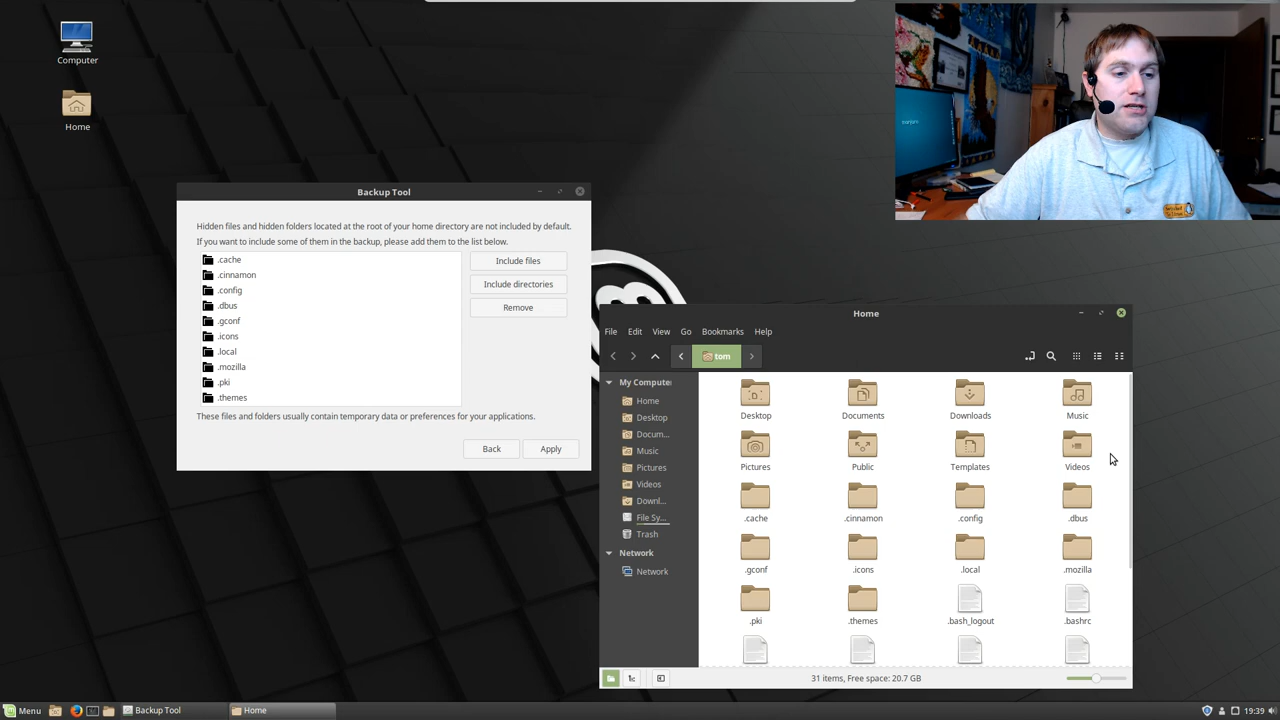 Computer
Home
Backup Tool
Hidden files and hidden folders located at the root of your home directory are not included by default.
If you want to include some of them in the backup, please add them to the list below.
.cache
.cinnamon
.config
.dbus
.gconf
.icons
.local
.mozilla
.pki
.themes
Include files
Include directories
Remove
These files and folders usually contain temporary data or preferences for your applications.
Back
Apply
Home
File Edit View Go Bookmarks Help
tom
My Compute
Home
Desktop
Docum...
Music
Pictures
Videos
Downl...
File Sy...
Trash
Network
Network
Desktop Documents Downloads Music
Pictures Public Templates Videos
.cache .cinnamon .config .dbus
.gconf .icons .local .mozilla
.pki .themes .bash_logout .bashrc
31 items, Free space: 20.7 GB
Menu
Backup Tool
Home
19:39